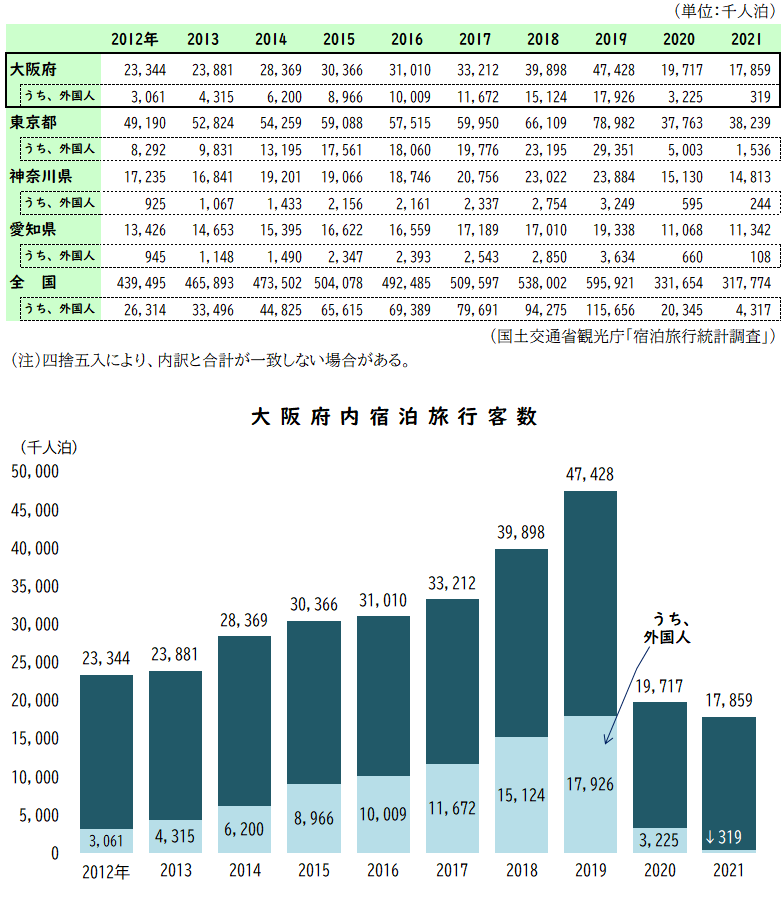 （単位：千人泊）
2012年 2013 2014 2015 2016 2017 2018 2019 2020 2021
大阪府 23,344 23,881 28,369 30,366 31,010 33,212 39,898 47,428 19,717 17,859
うち、外国人 3,061 4,315 6,200 8,966 10,009 11,672 15,124 17,926 3,225 319
東京都 49,190 52,824 54,259 59,088 57,515 59,950 66,109 78,982 37,763 38,239
うち、外国人 8,292 9,831 13,195 17,561 18,060 19,776 23,195 29,351 5,003 1,536
神奈川県 17,235 16,841 19,201 19,066 18,746 20,756 23,022 23,884 15,130 14,813
うち、外国人 925 1,067 1,433 2,156 2,161 2,337 2,754 3,249 595 244
愛知県 13,426 14,653 15,395 16,622 16,559 17,189 17,010 19,338 11,068 11,342
うち、外国人 945 1,148 1,490 2,347 2,393 2,543 2,850 3,634 660 108
全　国 439,495 465,893 473,502 504,078 492,485 509,597 538,002 595,921 331,654 317,774
うち、外国人 26,314 33,496 44,825 65,615 69,389 79,691 94,275 115,656 20,345 4,317
（国土交通省観光庁「宿泊旅行統計調査」）
（注）四捨五入により、内訳と合計が一致しない場合がある。
大阪府内宿泊旅行客数
（千人泊）
50,000
45,000
40,000
35,000
30,000
25,000
20,000
15,000
10,000
5,000
0
23,344 23,881 28,369 30,366 31,010 33,212 39,898 47,428 19,717 17,859
うち、
外国人
3,061 4,315 6,200 8,966 10,009 11,672 15,124 17,926 3,225 ↓319
2012年 2013 2014 2015 2016 2017 2018 2019 2020 2021